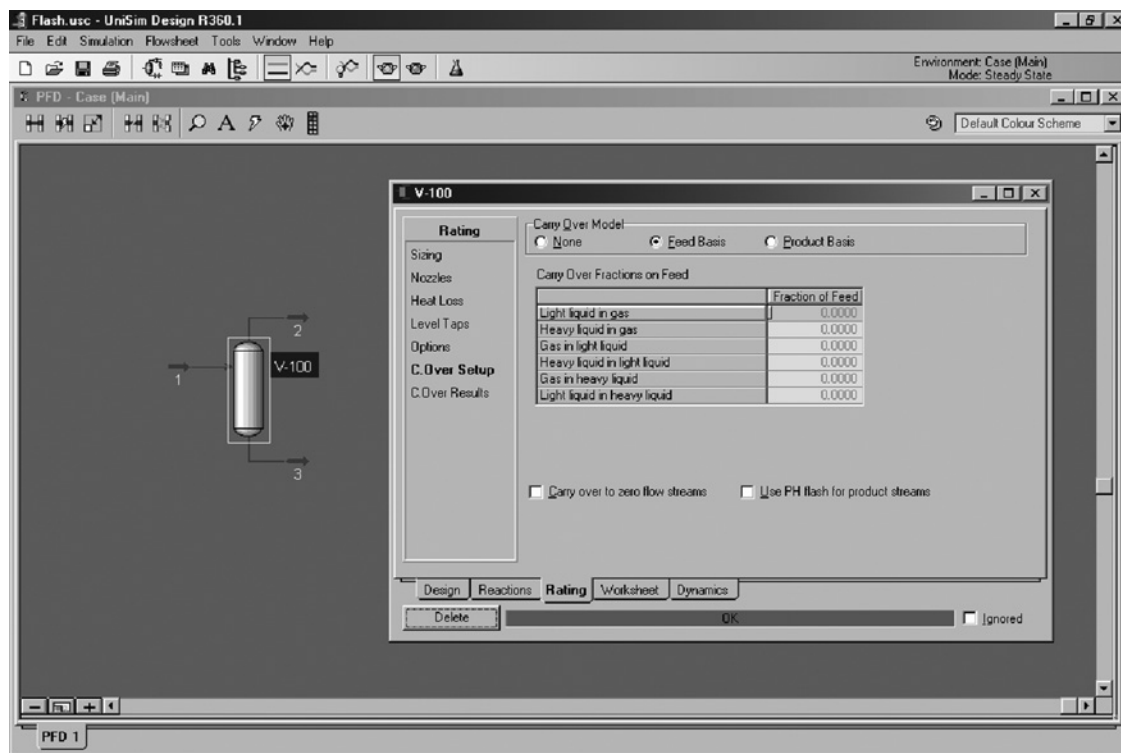 Flash.usc - UniSim Design R360.1
File Edit Simulation Flowsheet Tools Window Help
Environment: Case (Main)
Mode: Steady State
PFD - Case (Main)
A
Default Colour Scheme
V-100
Rating
Sizing
Nozzles
Heat Loss
Level Taps
Options
C.Over Setup
C.Over Results
Carry Over Model
None Feed Basis Product Basis
Carry Over Fractions on Feed
Fraction of Feed
Light liquid in gas 0.0000
Heavy liquid in gas 0.0000
Gas in light liquid 0.0000
Heavy liquid in light liquid 0.0000
Gas in heavy liquid 0.0000
Light liquid in heavy liquid 0.0000
Carry over to zero flow streams Use PH flash for product streams
Design Reactions Rating Worksheet Dynamics
Delete OK Ignored
2
V-100
1
3
PFD 1